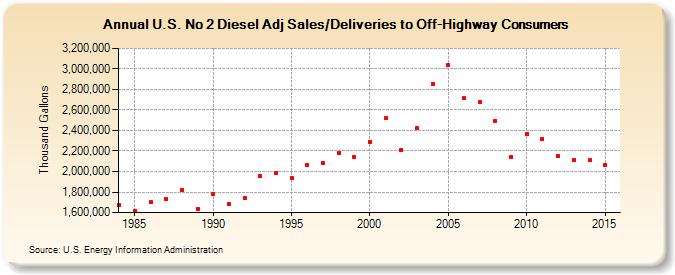 Annual U.S. No 2 Diesel Adj Sales/Deliveries to Off-Highway Consumers
Thousand Gallons
3,200,000
3,000,000
2,800,000
2,600,000
2,400,000
2,200,000
2,000,000
1,800,000
1,600,000
1985 1990 1995 2000 2005 2010 2015
Source: U.S. Energy Information Administration